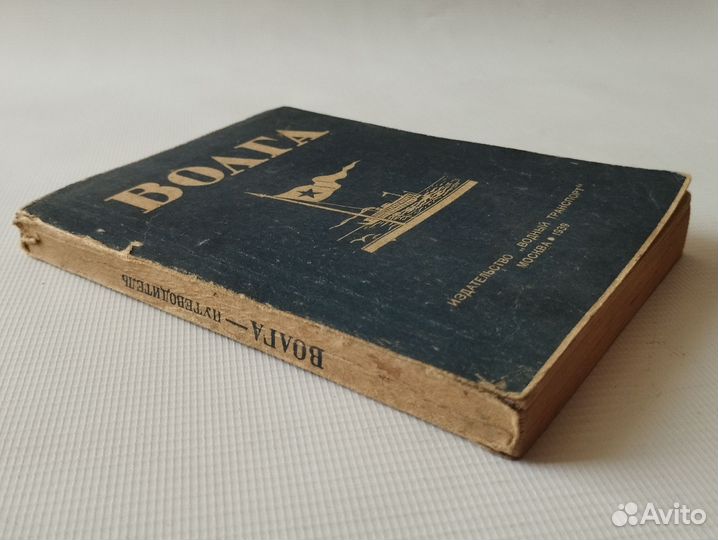 ВОЛГА
ИЗДАТЕЛЬСТВО „ВОДНЫЙ ТРАНСПОРТ“
МОСКВА • 1939
ВОЛГА — ПУТЕВОДИТЕЛЬ
Avito